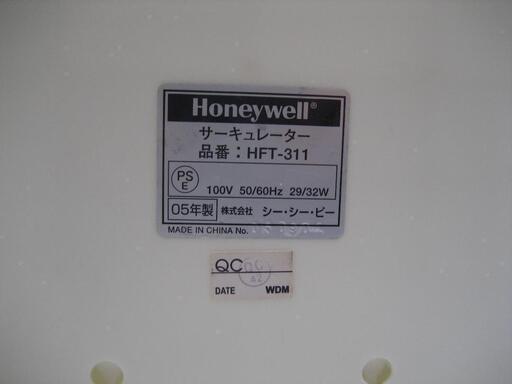 Honeywell®
サーキュレーター
品番：HFT-311
PS E 100V 50/60Hz 29/32W
05年製 株式会社 シー・シー・ピー
MADE IN CHINA No.
QC
DATE WDM